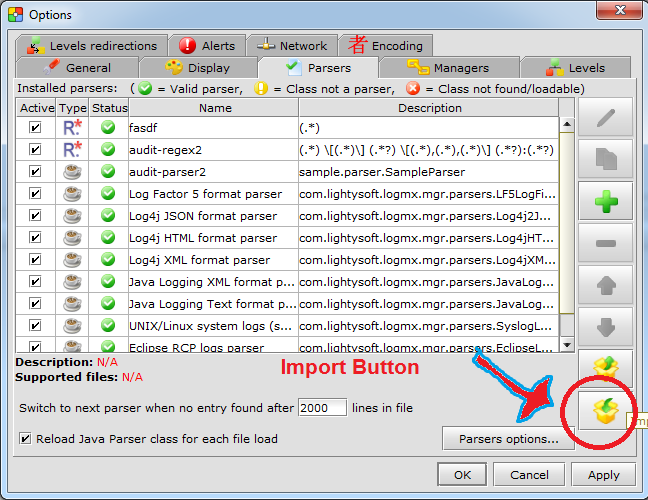 Options
Levels redirections Alerts Network 者 Encoding
General Display Parsers Managers Levels
Installed parsers: ( = Valid parser, = Class not a parser, = Class not found/loadable)
Active Type Status Name Description
R.* fasdf (.*)
R.* audit-regex2 (.*) \[(.*)\] (.*?) \[(.*),(.*),(.*)\] (.*?):(.*?)
audit-parser2 sample.parser.SampleParser
Log Factor 5 format parser com.lightysoft.logmx.mgr.parsers.LF5LogFi...
Log4j JSON format parser com.lightysoft.logmx.mgr.parsers.Log4j2J...
Log4j HTML format parser com.lightysoft.logmx.mgr.parsers.Log4jHT...
Log4j XML format parser com.lightysoft.logmx.mgr.parsers.Log4jXM...
Java Logging XML format p... com.lightysoft.logmx.mgr.parsers.JavaLog...
Java Logging Text format p... com.lightysoft.logmx.mgr.parsers.JavaLog...
UNIX/Linux system logs (s... com.lightysoft.logmx.mgr.parsers.SyslogL...
Eclipse RCP logs parser com.lightysoft.logmx.mgr.parsers.EclipseL...
Description: N/A
Import Button
Supported files: N/A
Switch to next parser when no entry found after 2000 lines in file
Reload Java Parser class for each file load
Parsers options...
OK Cancel Apply